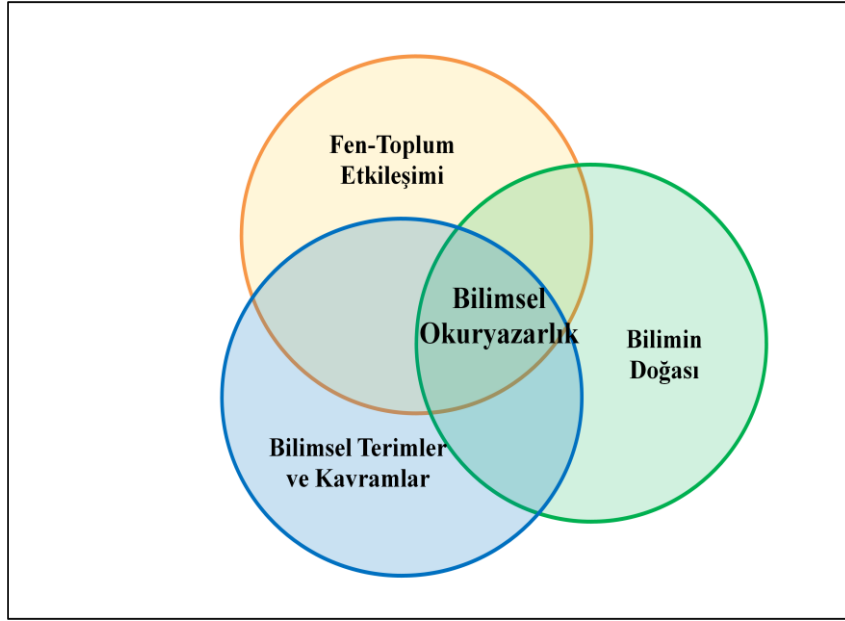 Fen-Toplum
Etkileşimi
Bilimsel
Okuryazarlık
Bilimin
Doğası
Bilimsel Terimler
ve Kavramlar